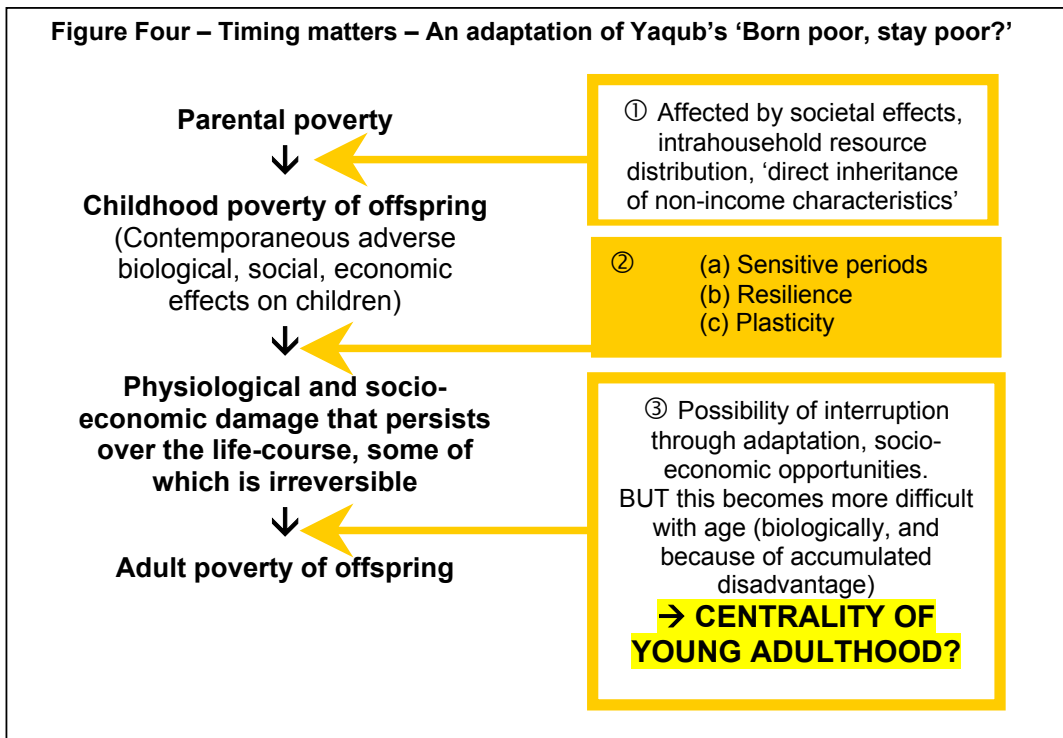 Figure Four – Timing matters – An adaptation of Yaqub's 'Born poor, stay poor?'
Parental poverty
↓
Childhood poverty of offspring
(Contemporaneous adverse
biological, social, economic
effects on children)
↓
Physiological and socio-
economic damage that persists
over the life-course, some of
which is irreversible
↓
Adult poverty of offspring
① Affected by societal effects,
intrahousehold resource
distribution, 'direct inheritance
of non-income characteristics'
② (a) Sensitive periods
(b) Resilience
(c) Plasticity
③ Possibility of interruption
through adaptation, socio-
economic opportunities.
BUT this becomes more difficult
with age (biologically, and
because of accumulated
disadvantage)
→ CENTRALITY OF
YOUNG ADULTHOOD?